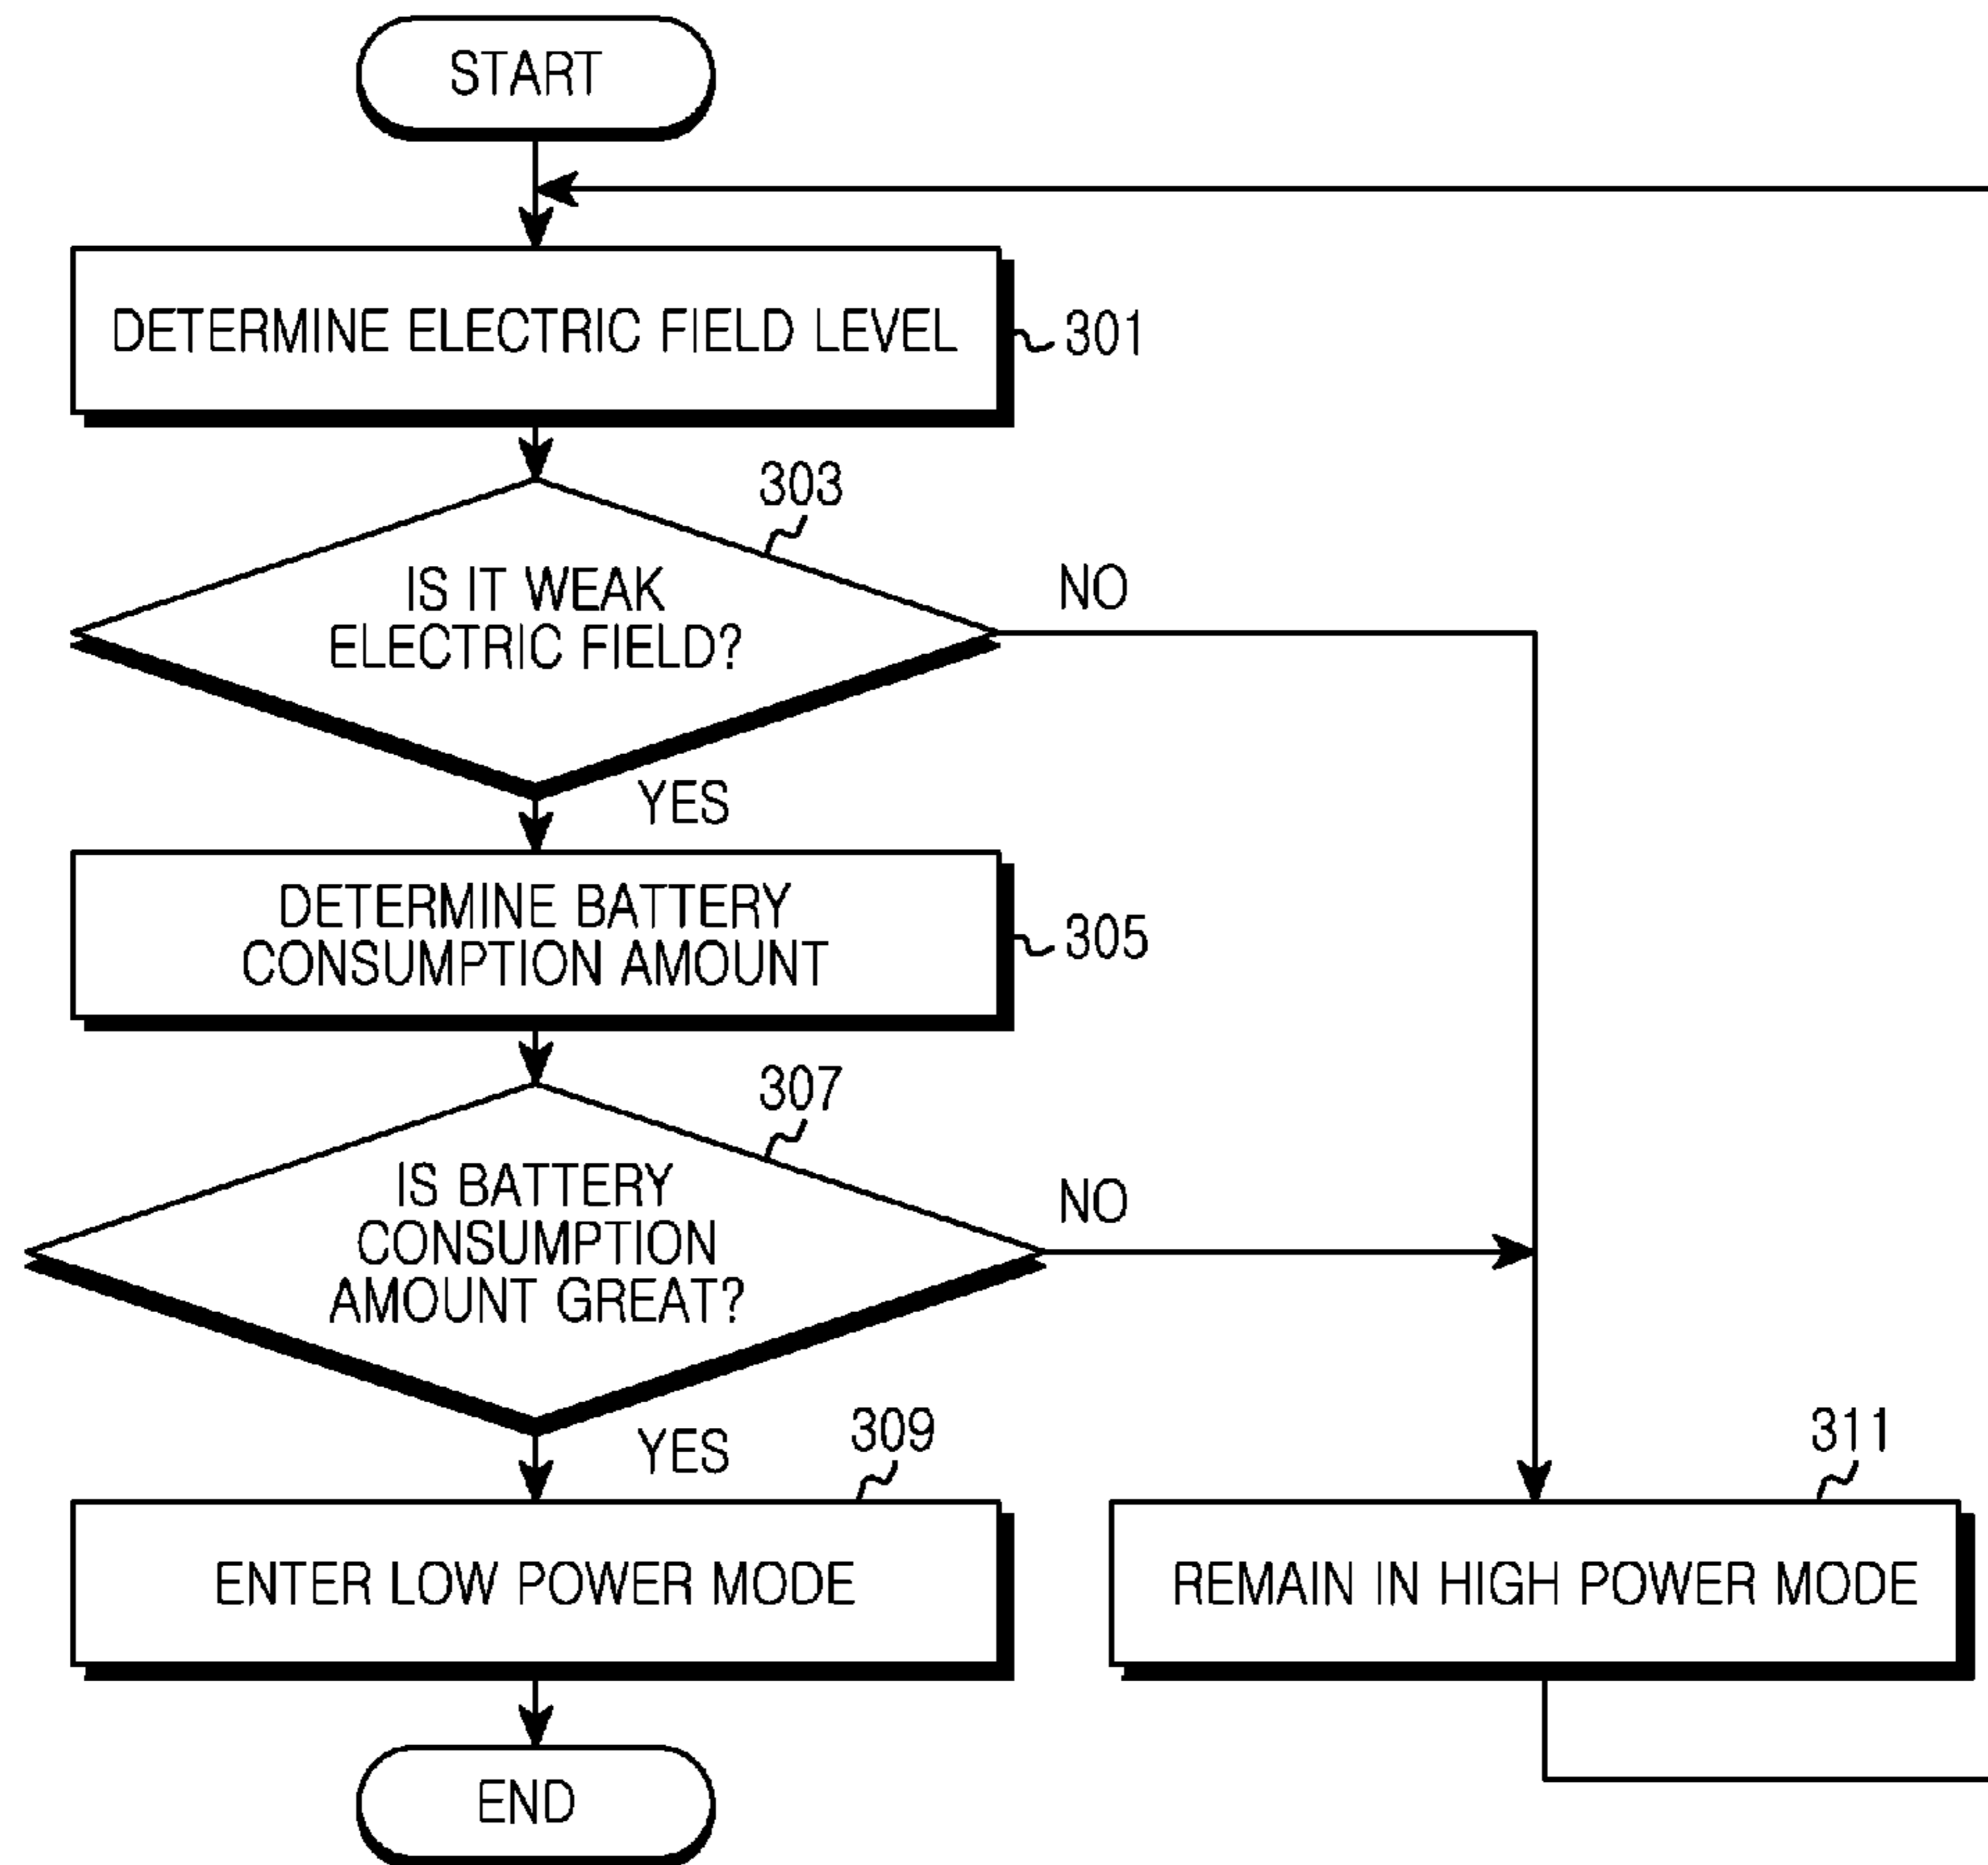 START
DETERMINE ELECTRIC FIELD LEVEL
301
303
IS IT WEAK
ELECTRIC FIELD?
NO
YES
DETERMINE BATTERY
CONSUMPTION AMOUNT
305
307
IS BATTERY
CONSUMPTION
AMOUNT GREAT?
NO
YES
309
ENTER LOW POWER MODE
311
REMAIN IN HIGH POWER MODE
END